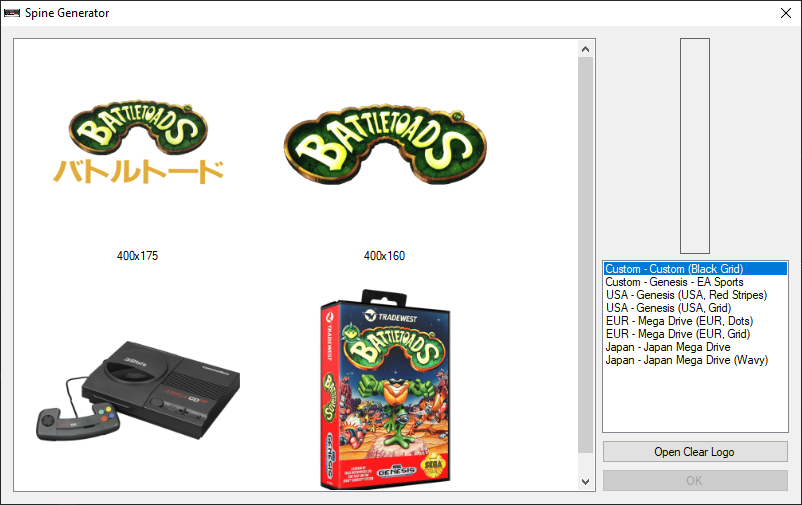 Spine Generator
BATTLETOADS
バトルトード
400x175
BATTLETOADS
400x160
32bit
TRADEWEST
TRADEWEST
BATTLETOADS
GENESIS
SEGA
Custom - Custom (Black Grid)
Custom - Genesis - EA Sports
USA - Genesis (USA, Red Stripes)
USA - Genesis (USA, Grid)
EUR - Mega Drive (EUR, Dots)
EUR - Mega Drive (EUR, Grid)
Japan - Japan Mega Drive
Japan - Japan Mega Drive (Wavy)
Open Clear Logo
OK